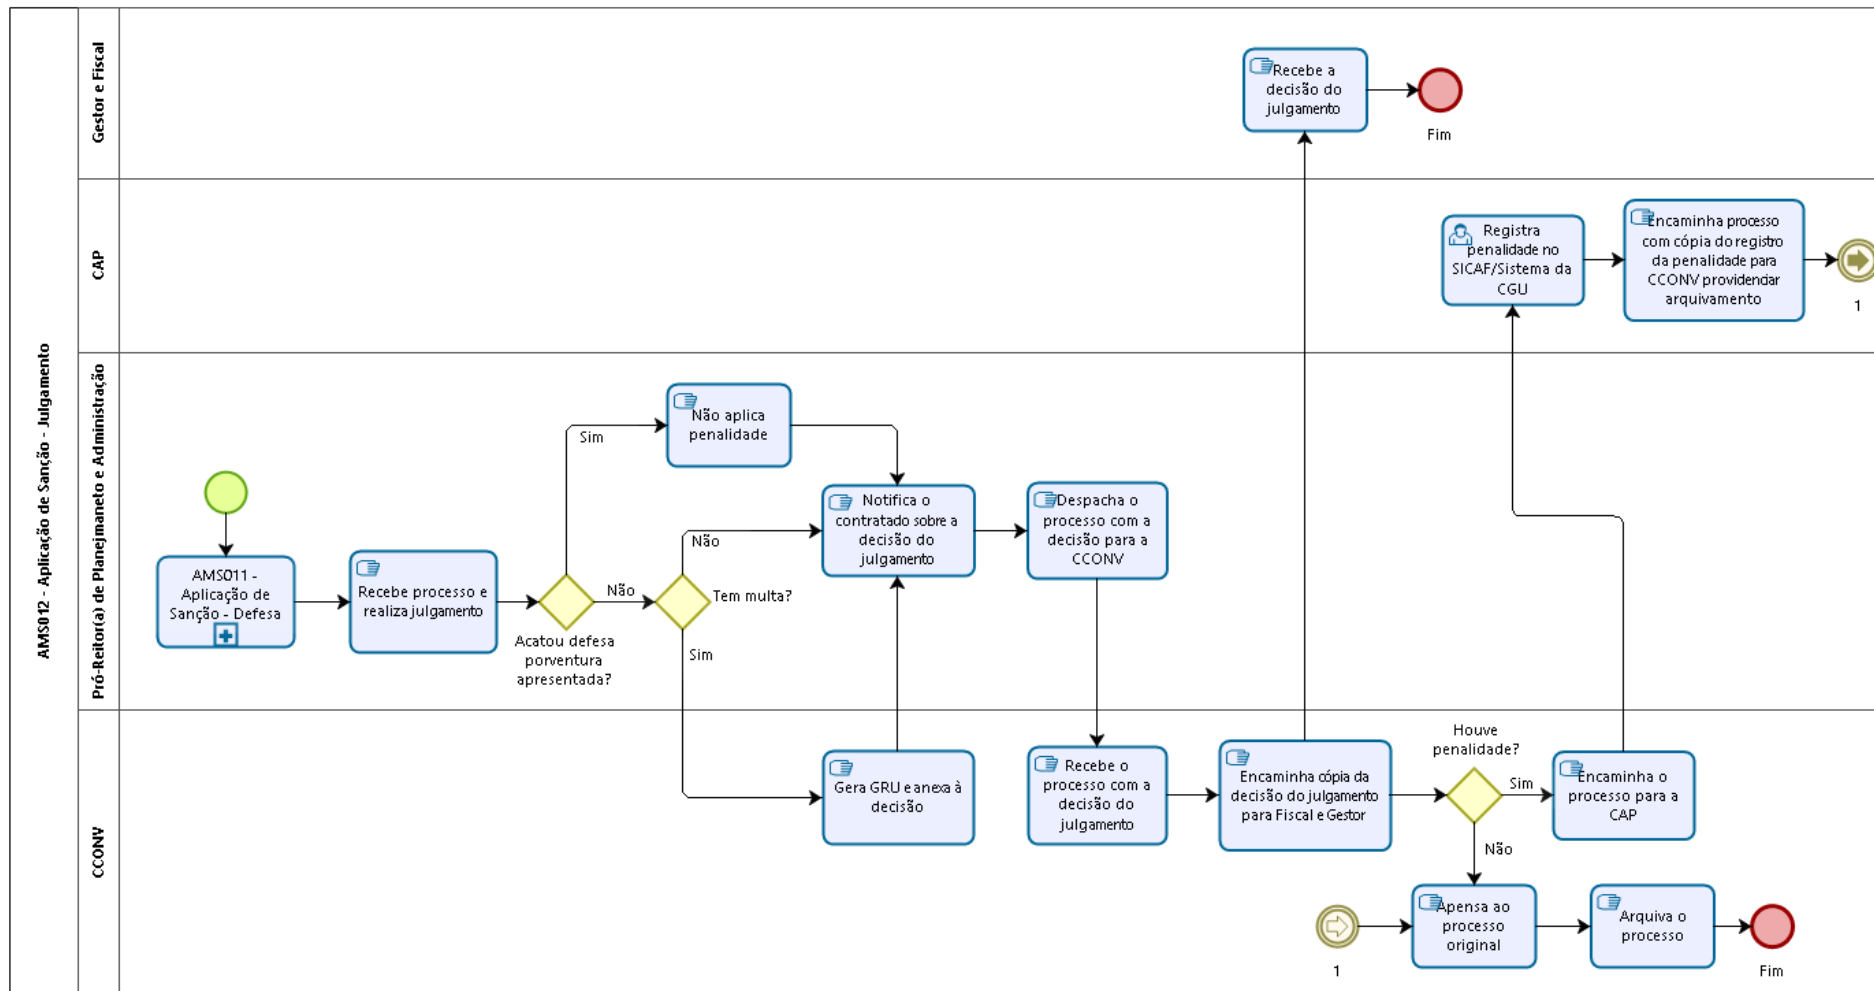 AMS012 - Aplicação de Sanção - Julgamento
Gestor e Fiscal
Recebe a
decisão do
julgamento
Fim
CAP
Registra
penalidade no
SICAF/Sistema da
CGU
Encaminha processo
com cópia do registro
da penalidade para
CCONV providenciar
arquivamento
1
Pró-Reitor(a) de Planejmaneto e Administração
AMS011 -
Aplicação de
Sanção - Defesa
Recebe processo e
realiza julgamento
Acatou defesa
porventura
apresentada?
Sim
Não
Não aplica
penalidade
Tem multa?
Não
Sim
Notifica o
contratado sobre a
decisão do
julgamento
Despacha o
processo com a
decisão para a
CCONV
CCONV
Gera GRU e anexa à
decisão
Recebe o
processo com a
decisão do
julgamento
Encaminha cópia da
decisão do julgamento
para Fiscal e Gestor
Houve
penalidade?
Sim
Não
Encaminha o
processo para a
CAP
1
Apensa ao
processo
original
Arquiva o
processo
Fim